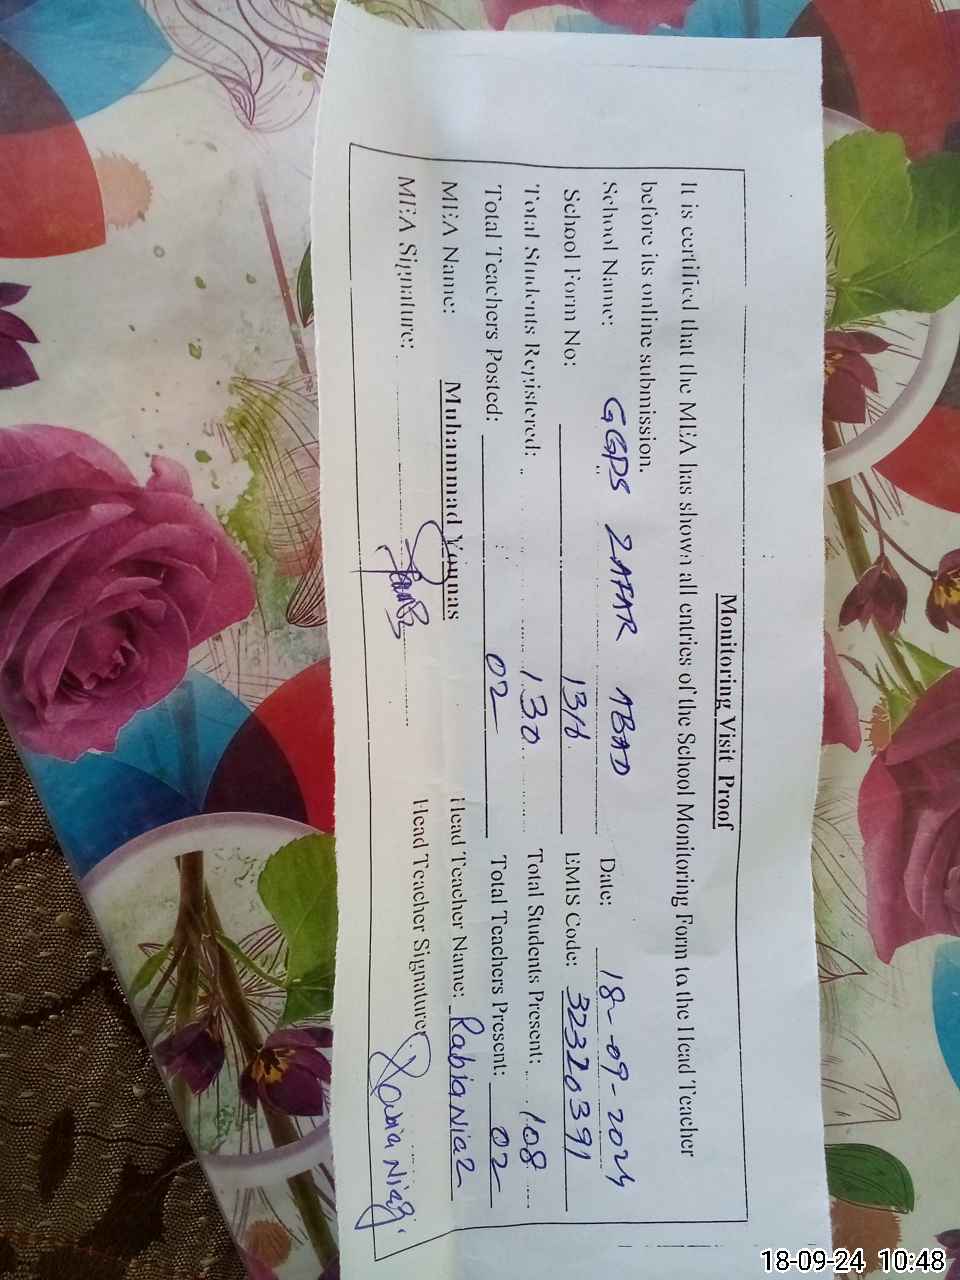 Monitoring Visit Proof
It is certified that the MEA has shown all entries of the School Monitoring Form to the Head Teacher
before its online submission.
School Name: GGPS ZAFAR ABAD Date: 18-09-2024
School Form No: EMIS Code: 32320391
Total Students Registered: 130 Total Students Present: 108
Total Teachers Posted: 02 Total Teachers Present: 02
MEA Name: Muhammad Younas Head Teacher Name: Rabia Niaz
MEA Signature: Head Teacher Signature: Rabia Niazi
18-09-24 10:48